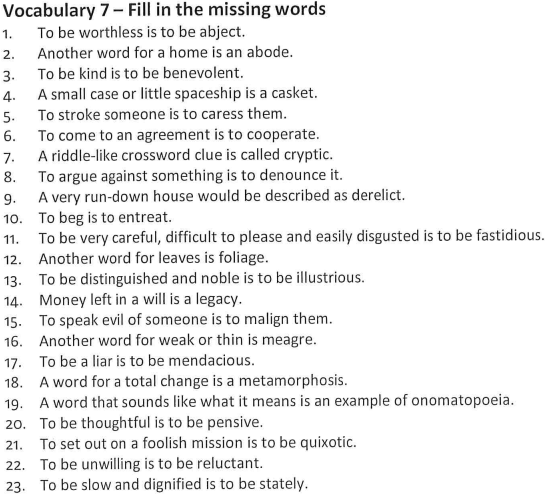 Vocabulary 7 – Fill in the missing words
1. To be worthless is to be abject.
2. Another word for a home is an abode.
3. To be kind is to be benevolent.
4. A small case or little spaceship is a casket.
5. To stroke someone is to caress them.
6. To come to an agreement is to cooperate.
7. A riddle-like crossword clue is called cryptic.
8. To argue against something is to denounce it.
9. A very run-down house would be described as derelict.
10. To beg is to entreat.
11. To be very careful, difficult to please and easily disgusted is to be fastidious.
12. Another word for leaves is foliage.
13. To be distinguished and noble is to be illustrious.
14. Money left in a will is a legacy.
15. To speak evil of someone is to malign them.
16. Another word for weak or thin is meagre.
17. To be a liar is to be mendacious.
18. A word for a total change is a metamorphosis.
19. A word that sounds like what it means is an example of onomatopoeia.
20. To be thoughtful is to be pensive.
21. To set out on a foolish mission is to be quixotic.
22. To be unwilling is to be reluctant.
23. To be slow and dignified is to be stately.